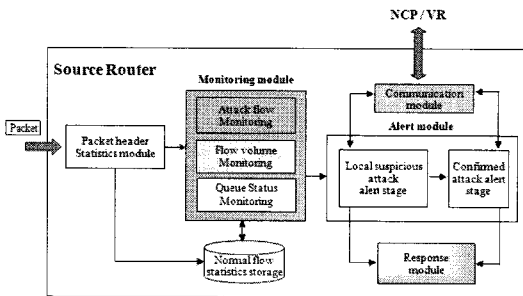 NCP / VR
Source Router
Monitoring module
Packet
Packet header
Statistics module
Attack flow
Monitoring
Flow volume
Monitoring
Queue Status
Monitoring
Normal flow
statistics storage
Communication
module
Alert module
Local suspicious
attack
alert stage
Confirmed
attack alert
stage
Response
module